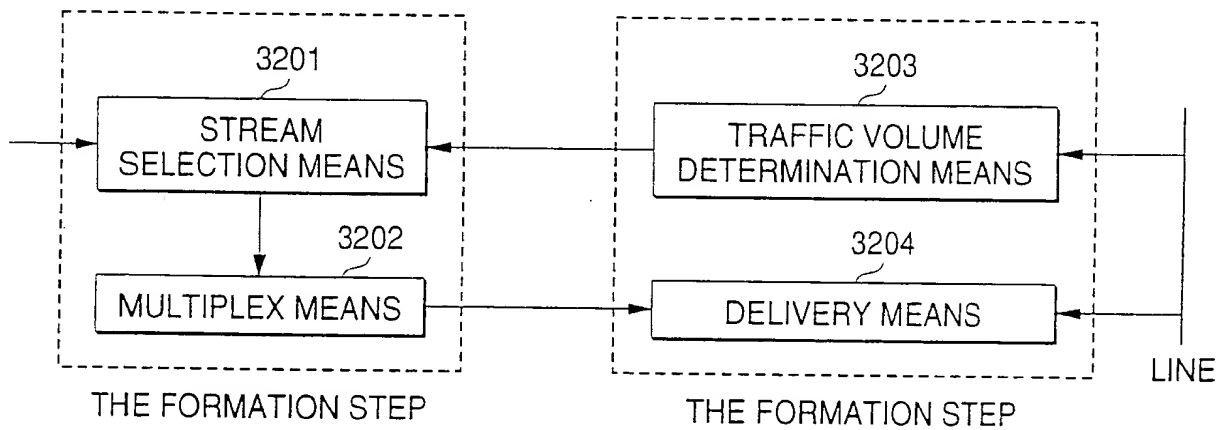 3201
STREAM
SELECTION MEANS
3202
MULTIPLEX MEANS
THE FORMATION STEP
3203
TRAFFIC VOLUME
DETERMINATION MEANS
3204
DELIVERY MEANS
THE FORMATION STEP
LINE